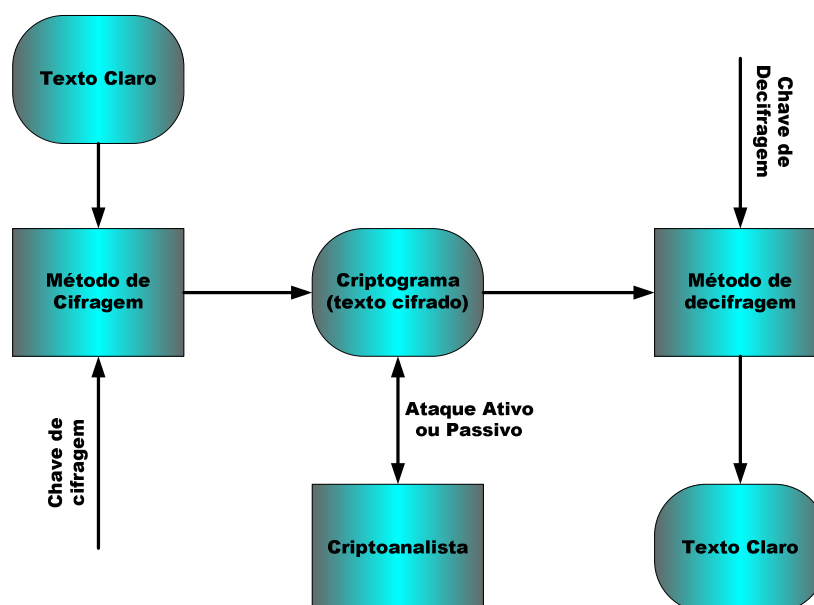 Texto Claro
Chave de
Decifragem
Método de
Cifragem
Criptograma
(texto cifrado)
Método de
decifragem
Chave de
cifragem
Ataque Ativo
ou Passivo
Criptoanalista
Texto Claro